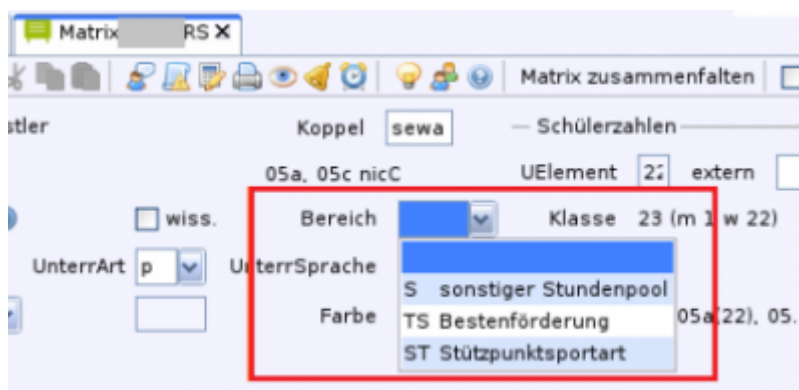 Matrix RS X
Matrix zusammenfalten
stler Koppel sewa Schülerzahlen
05a, 05c nicC UElement 22 extern
wiss. Bereich Klasse 23 (m 1 w 22)
UnterrArt p UnterrSprache
S sonstiger Stundenpool
Farbe TS Bestenförderung 05a(22), 05.
ST Stützpunktsportart